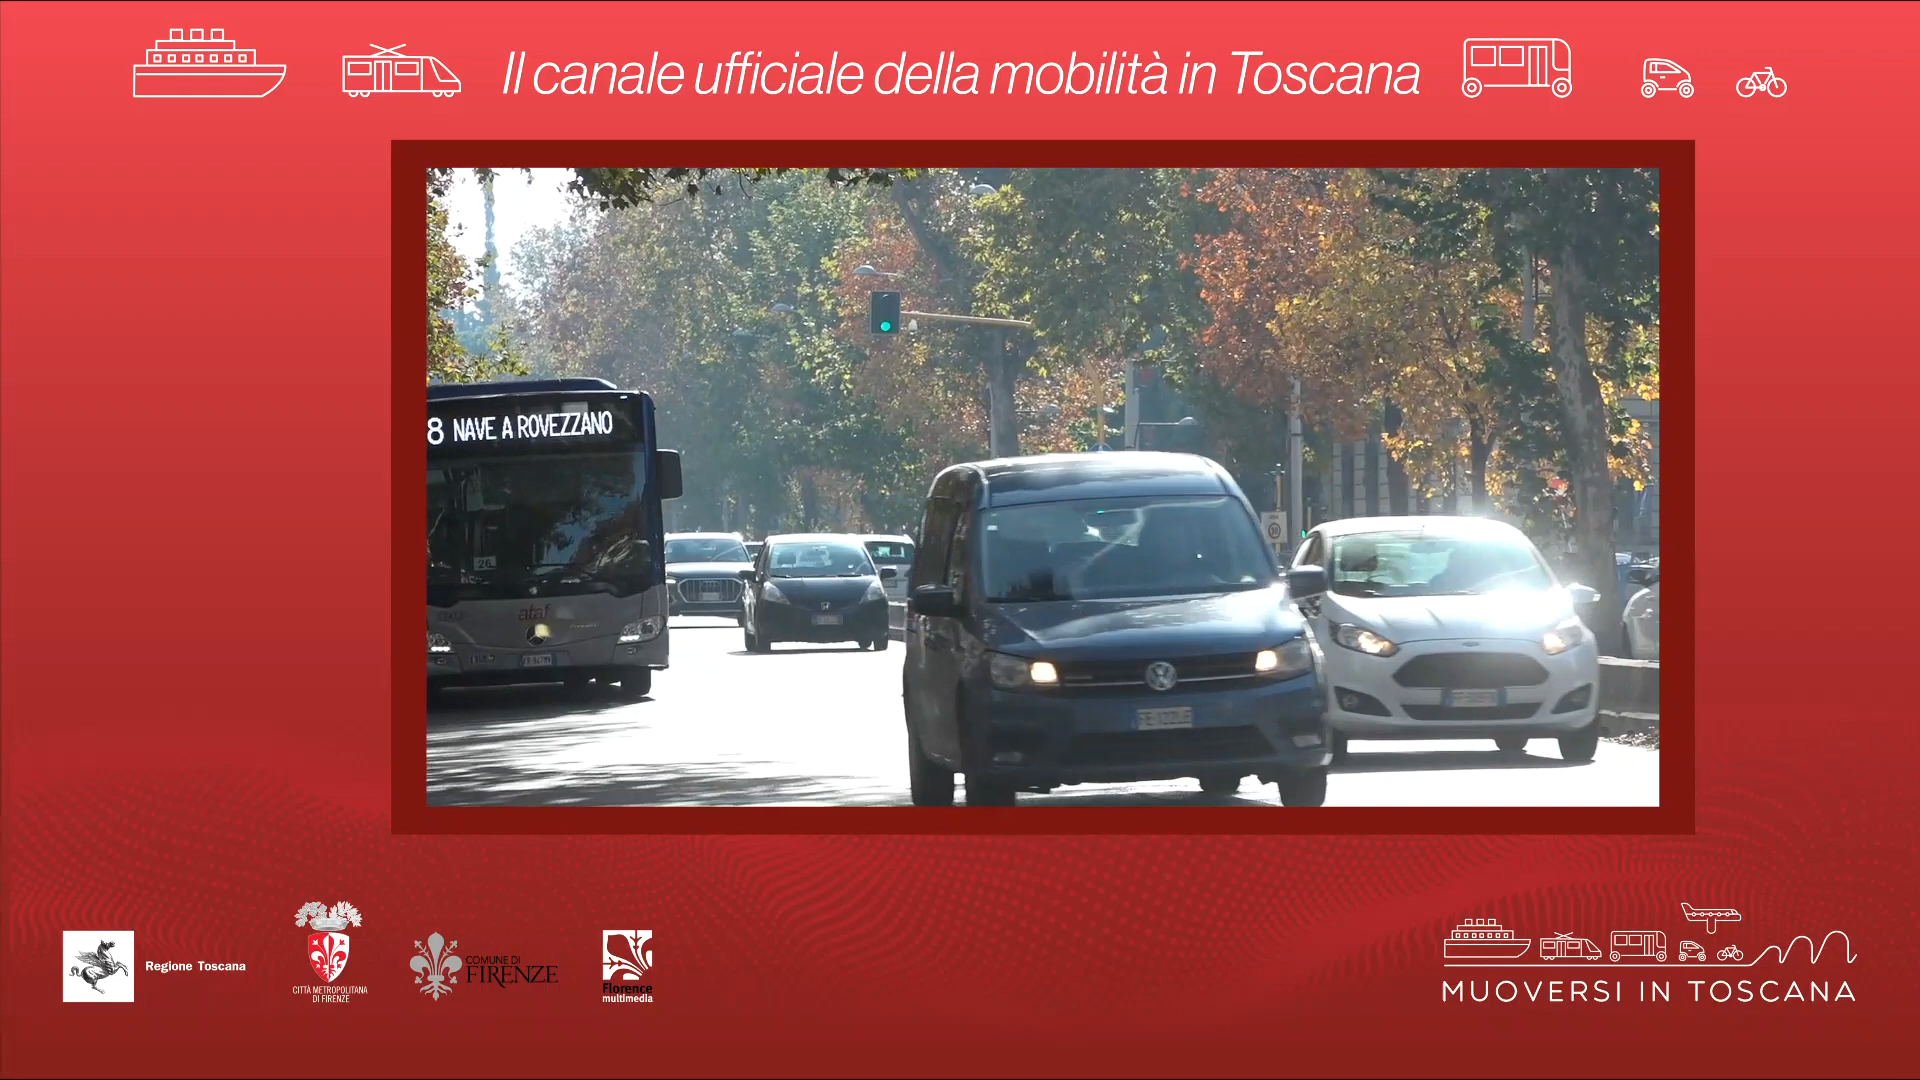 Il canale ufficiale della mobilità in Toscana
8 NAVE A ROVEZZANO
26
ataf
Regione Toscana
CITTÀ METROPOLITANA
DI FIRENZE
COMUNE DI
FIRENZE
Florence
multimedia
MUOVERSI IN TOSCANA